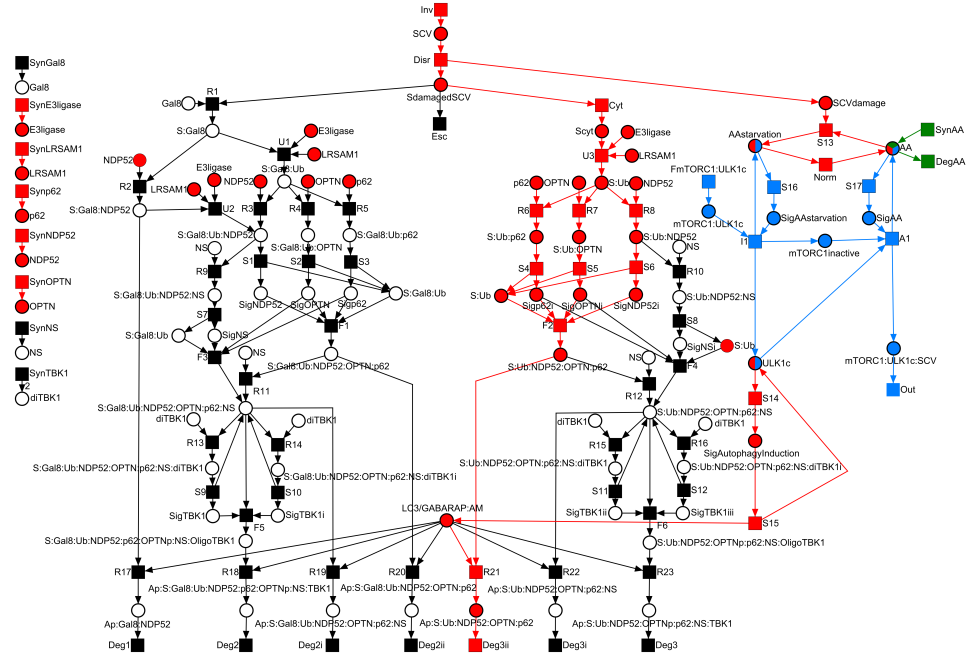 Inv
SCV
Disr
SdamagedSCV
Esc
SynGal8
Gal8
SynE3ligase
E3ligase
SynLRSAM1
LRSAM1
Synp62
p62
SynNDP52
NDP52
SynOPTN
OPTN
SynNS
NS
SynTBK1
2
diTBK1
R1
Gal8
S:Gal8
U1
E3ligase
LRSAM1
S:Gal8:Ub
NDP52
R2
E3ligase
LRSAM1
NDP52
OPTN
p62
S:Gal8:NDP52
U2
R3
R4
R5
S:Gal8:Ub:NDP52
S:Gal8:Ub:OPTN
S:Gal8:Ub:p62
NS
R9
S1
S2
S3
S:Gal8:Ub:NDP52:NS
SigNDP52
SigOPTN
Sigp62
S:Gal8:Ub
S7
S:Gal8:Ub
SigNS
F1
F3
NS
S:Gal8:Ub:NDP52:OPTN:p62
R11
S:Gal8:Ub:NDP52:OPTN:p62:NS
diTBK1
diTBK1
R13
R14
S:Gal8:Ub:NDP52:OPTN:p62:NS:diTBK1
S:Gal8:Ub:NDP52:OPTN:p62:NS:diTBK1i
S9
S10
SigTBK1
SigTBK1i
F5
S:Gal8:Ub:NDP52:p62:OPTNp:NS:OligoTBK1
Cyt
Scyt
E3ligase
U3
LRSAM1
p62
OPTN
S:Ub
NDP52
R6
R7
R8
S:Ub:p62
S:Ub:OPTN
S:Ub:NDP52
NS
R10
S4
S5
S6
S:Ub
Sigp62i
SigOPTNi
SigNDP52i
S:Ub:NDP52:NS
F2
S8
SigNSi
S:Ub
S:Ub:NDP52:OPTN:p62
NS
F4
R12
S:Ub:NDP52:OPTN:p62:NS
diTBK1
diTBK1
R15
R16
S:Ub:NDP52:OPTN:p62:NS:diTBK1
S:Ub:NDP52:OPTN:p62:NS:diTBK1i
S11
S12
SigTBK1ii
SigTBK1iii
F6
S:Ub:NDP52:OPTNp:p62:NS:OligoTBK1
SCVdamage
AAstarvation
S13
AA
SynAA
DegAA
Norm
FmTORC1:ULK1c
S16
S17
mTORC1:ULK1c
SigAAstarvation
SigAA
I1
mTORC1inactive
A1
ULK1c
mTORC1:ULK1c:SCV
Out
S14
SigAutophagyInduction
S15
LC3/GABARAP:AM
R17
R18
R19
R20
R21
R22
R23
Ap:S:Gal8:Ub:NDP52:p62:OPTNp:NS:TBK1
Ap:S:Gal8:Ub:NDP52:OPTN:p62
Ap:S:Ub:NDP52:OPTN:p62:NS
Ap:Gal8:NDP52
Ap:S:Gal8:Ub:NDP52:OPTN:p62:NS
Ap:S:Ub:NDP52:OPTN:p62
Ap:S:Ub:NDP52:OPTNp:p62:NS:TBK1
Deg1
Deg2
Deg2i
Deg2ii
Deg3ii
Deg3i
Deg3